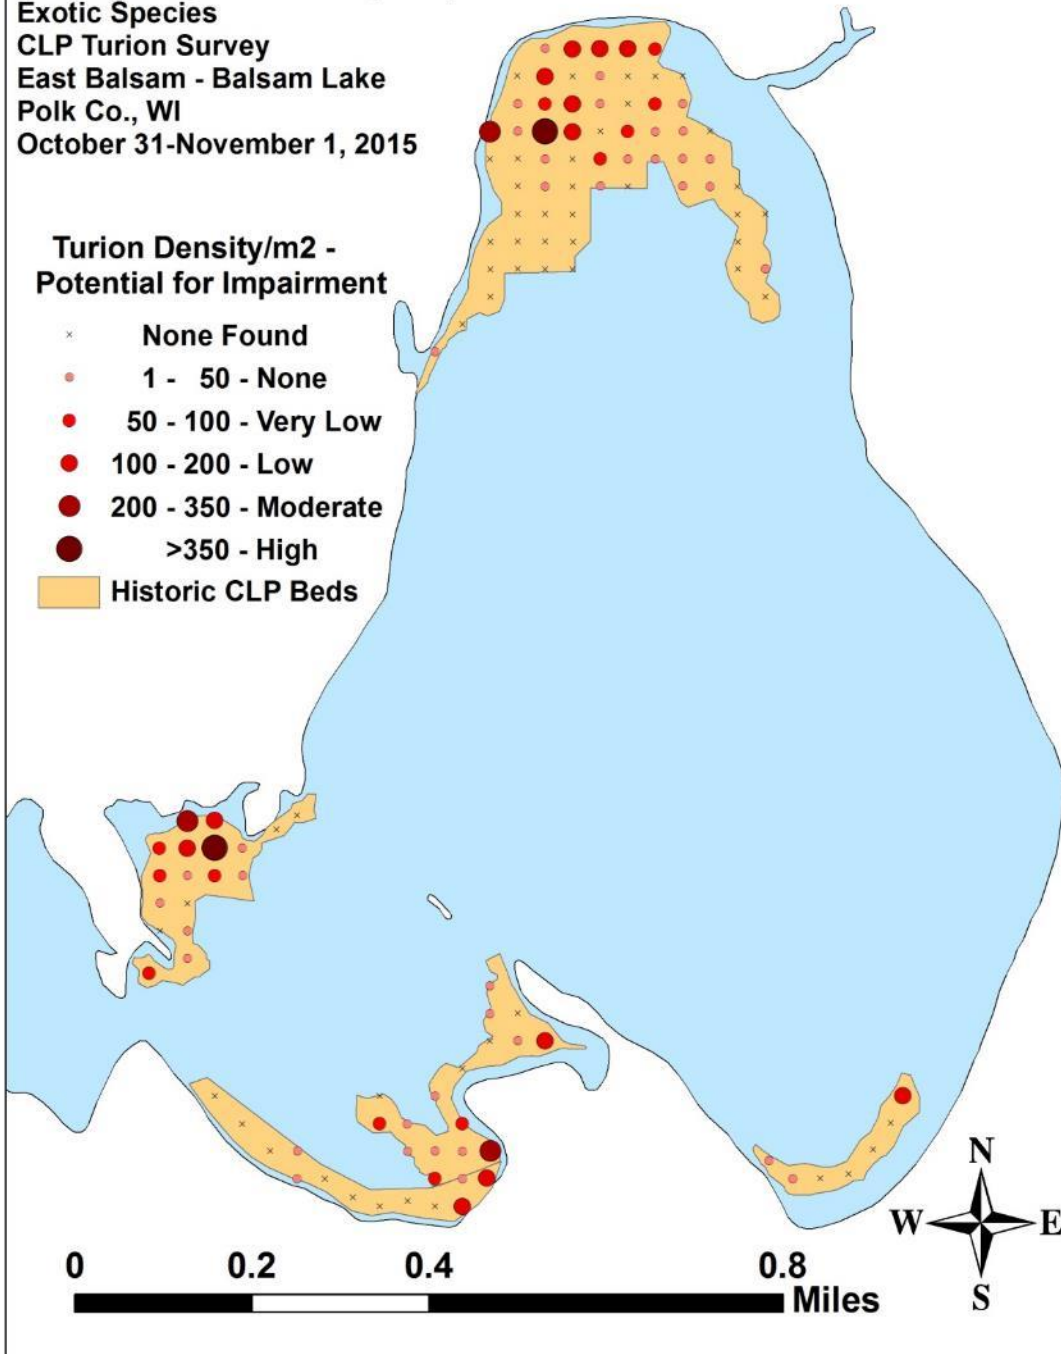 Exotic Species
CLP Turion Survey
East Balsam - Balsam Lake
Polk Co., WI
October 31-November 1, 2015
Turion Density/m2 -
Potential for Impairment
None Found
1 - 50 - None
50 - 100 - Very Low
100 - 200 - Low
200 - 350 - Moderate
>350 - High
Historic CLP Beds
N
W E
S
0 0.2 0.4 0.8
Miles